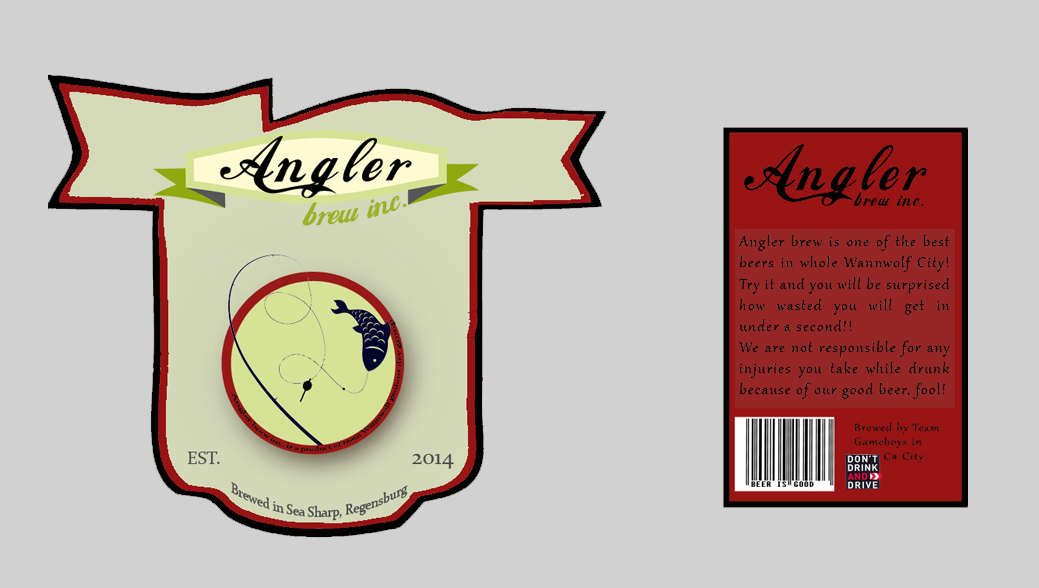 Angler
brew inc.
EST.
2014
Brewed in Sea Sharp, Regensburg
Angler
brew inc.
Angler brew is one of the best
beers in whole Wannwolf City!
Try it and you will be surprised
how wasted you will get in
under a second!!
We are not responsible for any
injuries you take while drunk
because of our good beer, fool!
BEER IS GOOD
Brewed by Team
Gameboys in
C# City
DON'T
DRINK
AND
DRIVE